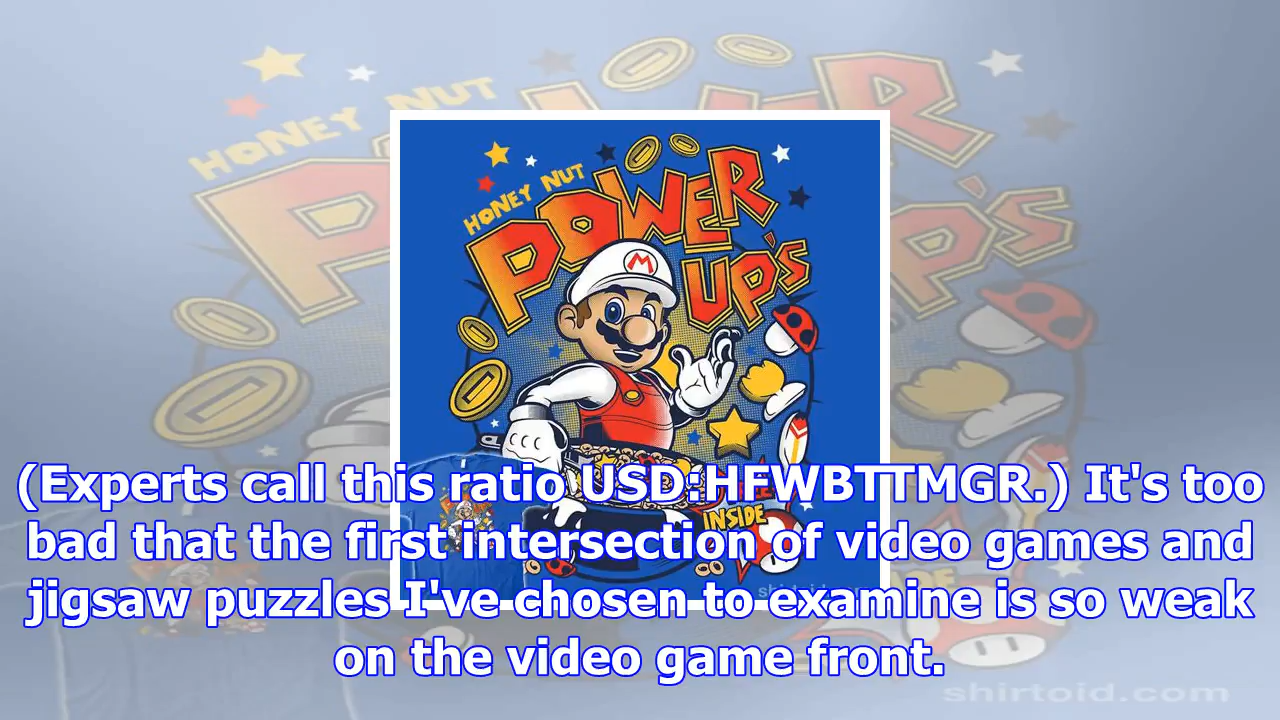 HONEY NUT
POWER
UP'S
M
(Experts call this ratio USD:HFWBTTMGR.) It's too
bad that the first intersection of video games and
jigsaw puzzles I've chosen to examine is so weak
on the video game front.
INSIDE
shirtoid.com